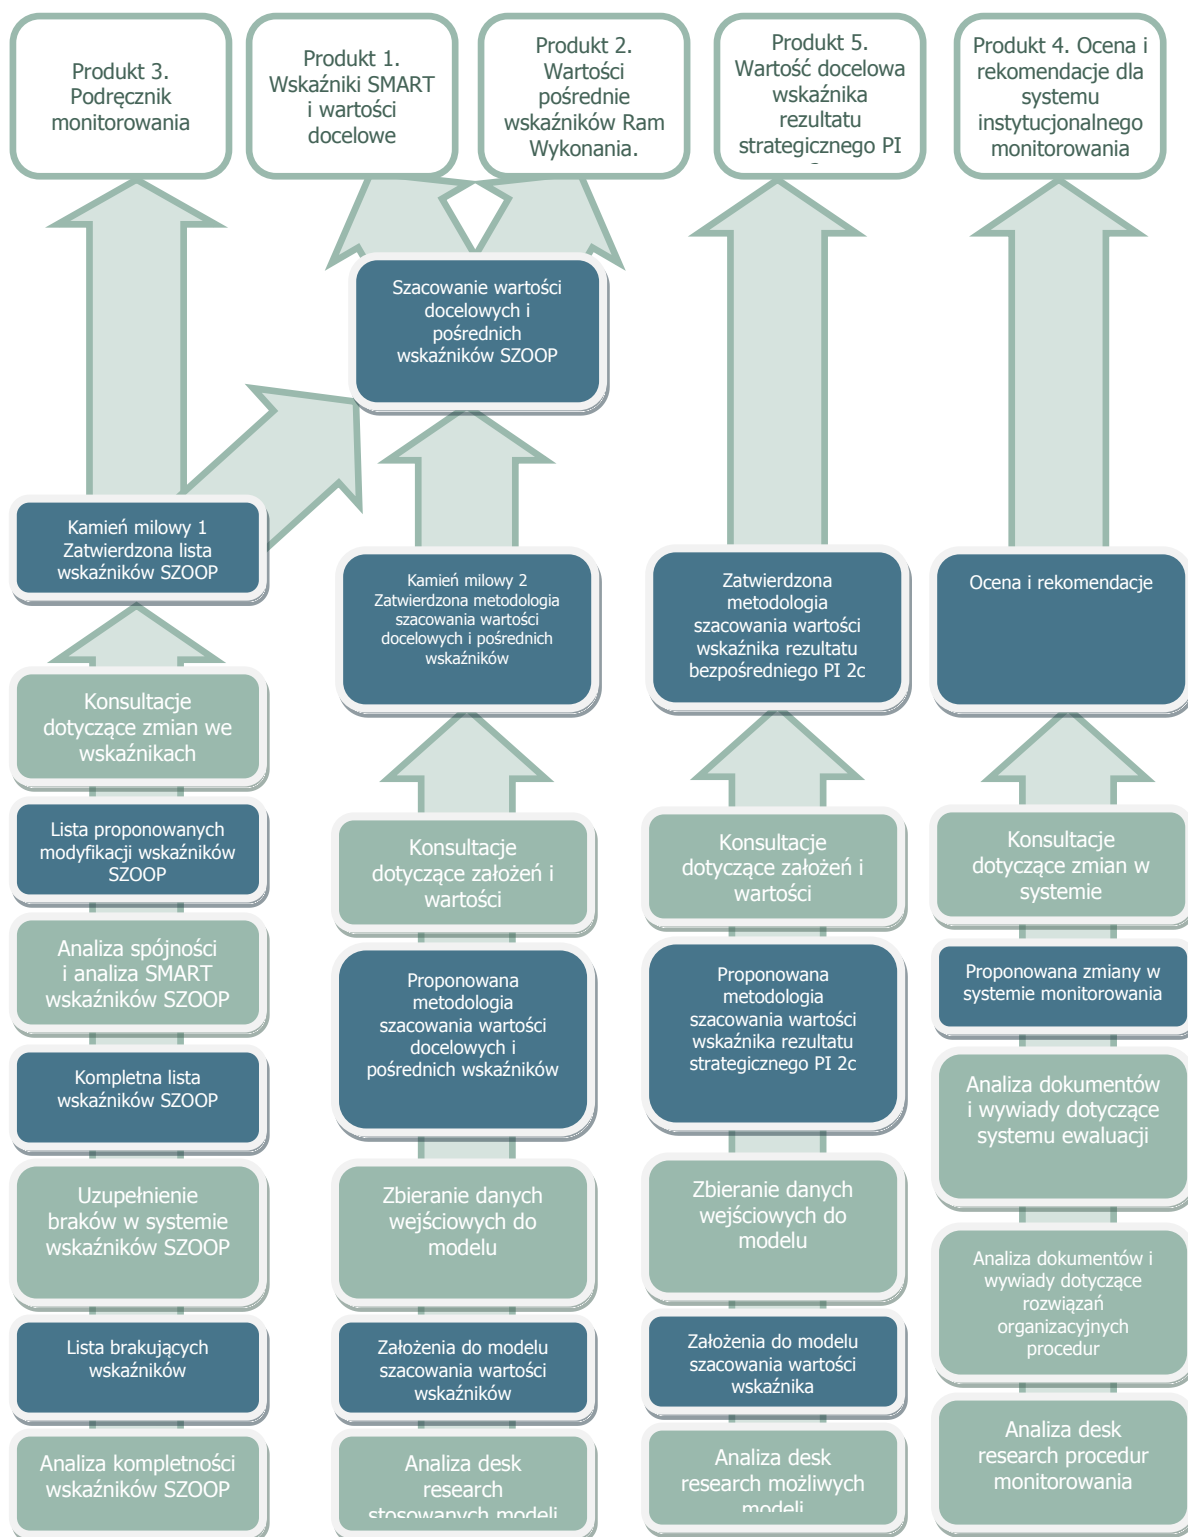 Produkt 3.
Podręcznik
monitorowania
Produkt 1.
Wskaźniki SMART
i wartości
docelowe
Produkt 2.
Wartości
pośrednie
wskaźników Ram
Wykonania.
Produkt 5.
Wartość docelowa
wskaźnika
rezultatu
strategicznego PI
Produkt 4. Ocena i
rekomendacje dla
systemu
instytucjonalnego
monitorowania
Szacowanie wartości
docelowych i
pośrednich
wskaźników SZOOP
Kamień milowy 1
Zatwierdzona lista
wskaźników SZOOP
Kamień milowy 2
Zatwierdzona metodologia
szacowania wartości
docelowych i pośrednich
wskaźników
Zatwierdzona
metodologia
szacowania wartości
wskaźnika rezultatu
bezpośredniego PI 2c
Ocena i rekomendacje
Konsultacje
dotyczące zmian we
wskaźnikach
Lista proponowanych
modyfikacji wskaźników
SZOOP
Analiza spójności
i analiza SMART
wskaźników SZOOP
Kompletna lista
wskaźników SZOOP
Uzupełnienie
braków w systemie
wskaźników SZOOP
Lista brakujących
wskaźników
Analiza kompletności
wskaźników SZOOP
Konsultacje
dotyczące założeń i
wartości
Proponowana
metodologia
szacowania wartości
docelowych i
pośrednich wskaźników
Zbieranie danych
wejściowych do
modelu
Założenia do modelu
szacowania wartości
wskaźników
Analiza desk
research
stosowanych modeli
Konsultacje
dotyczące założeń i
wartości
Proponowana
metodologia
szacowania wartości
wskaźnika rezultatu
strategicznego PI 2c
Zbieranie danych
wejściowych do
modelu
Założenia do modelu
szacowania wartości
wskaźnika
Analiza desk
research możliwych
modeli
Konsultacje
dotyczące zmian w
systemie
Proponowana zmiany w
systemie monitorowania
Analiza dokumentów
i wywiady dotyczące
systemu ewaluacji
Analiza dokumentów i
wywiady dotyczące
rozwiązań
organizacyjnych
procedur
Analiza desk
research procedur
monitorowania